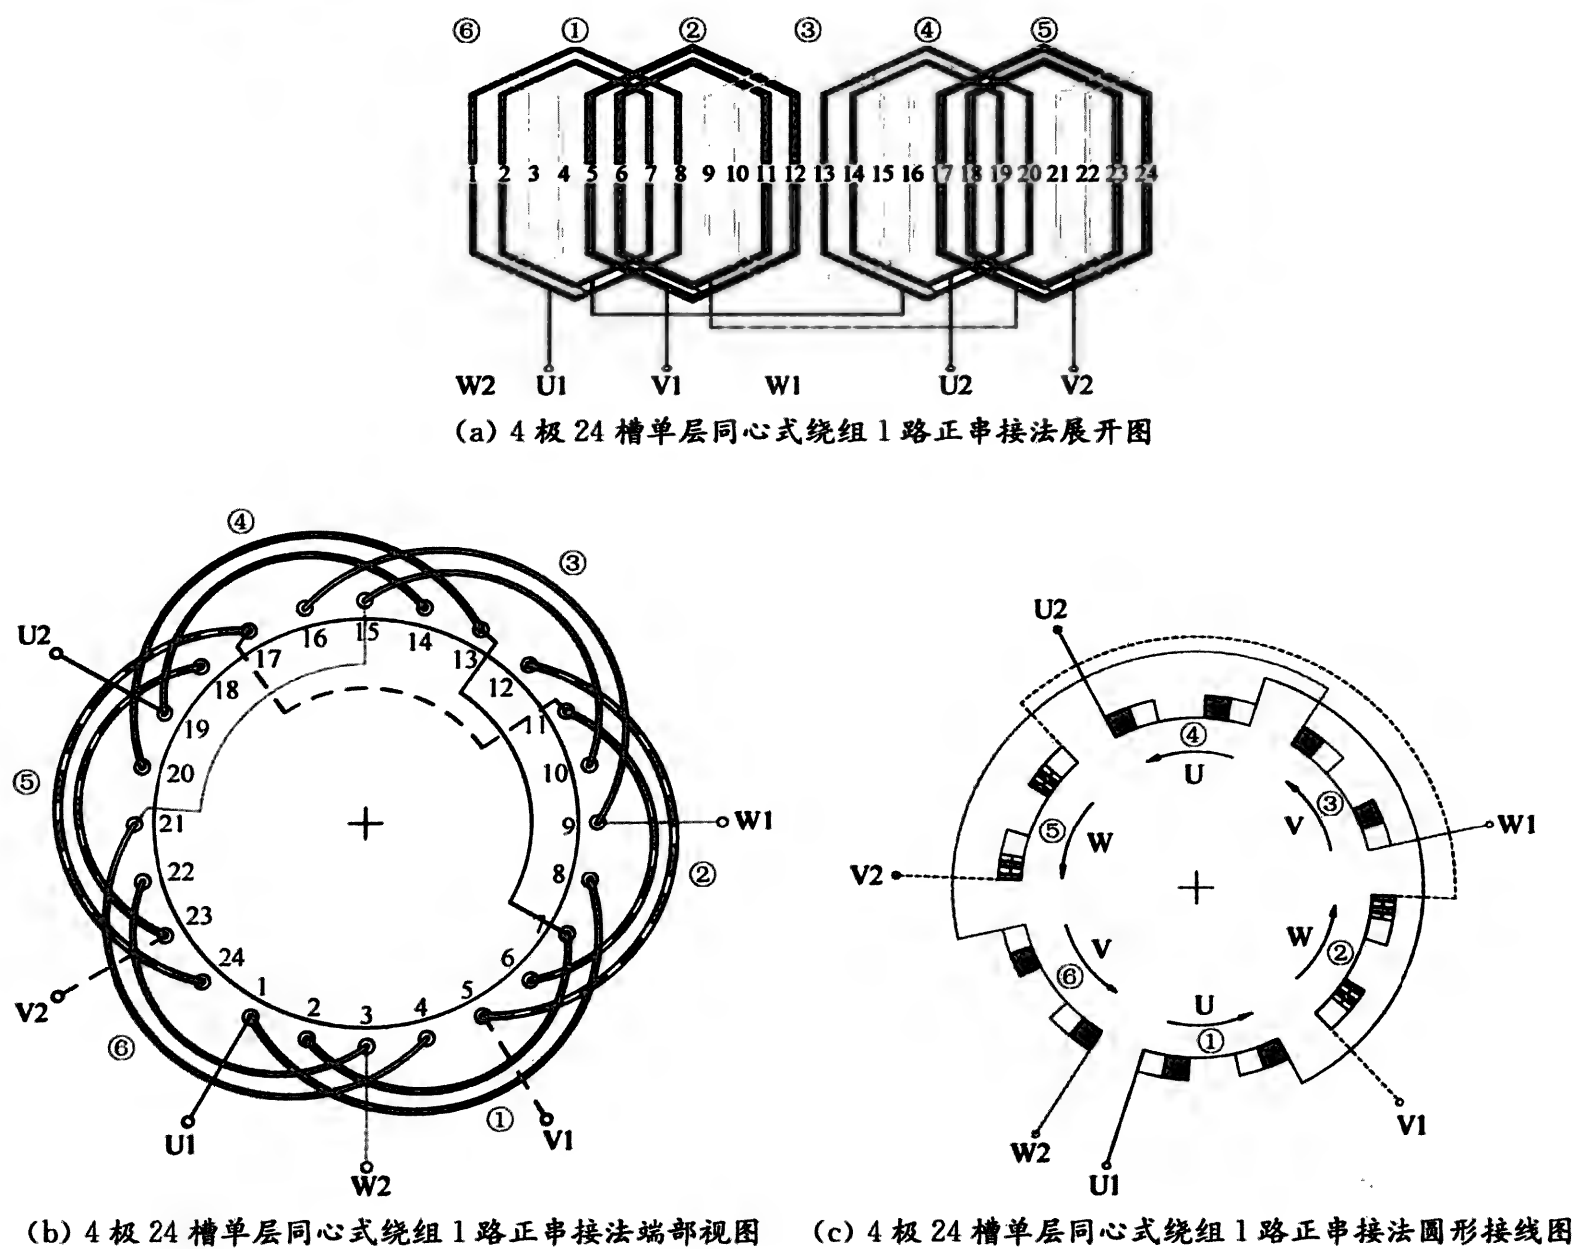 ⑥ ① ② ③ ④ ⑤
1 2 3 4 5 6 7 8 9 10 11 12 13 14 15 16 17 18 19 20 21 22 23 24
W2 U1 V1 W1 U2 V2
(a) 4 极 24 槽单层同心式绕组 1 路正串接法展开图
④
③
U2
16 15 14
17 13
18 12
19 11
⑤ 20 10
21 9 W1
22 8 ②
23 7
24 6
V2 1 2 3 4 5
⑥
U1 ① V1
W2
(b) 4 极 24 槽单层同心式绕组 1 路正串接法端部视图
U2
④
U
③
⑤ W V W1
V2
V W ②
⑥
U
①
W2 V1
U1
(c) 4 极 24 槽单层同心式绕组 1 路正串接法圆形接线图